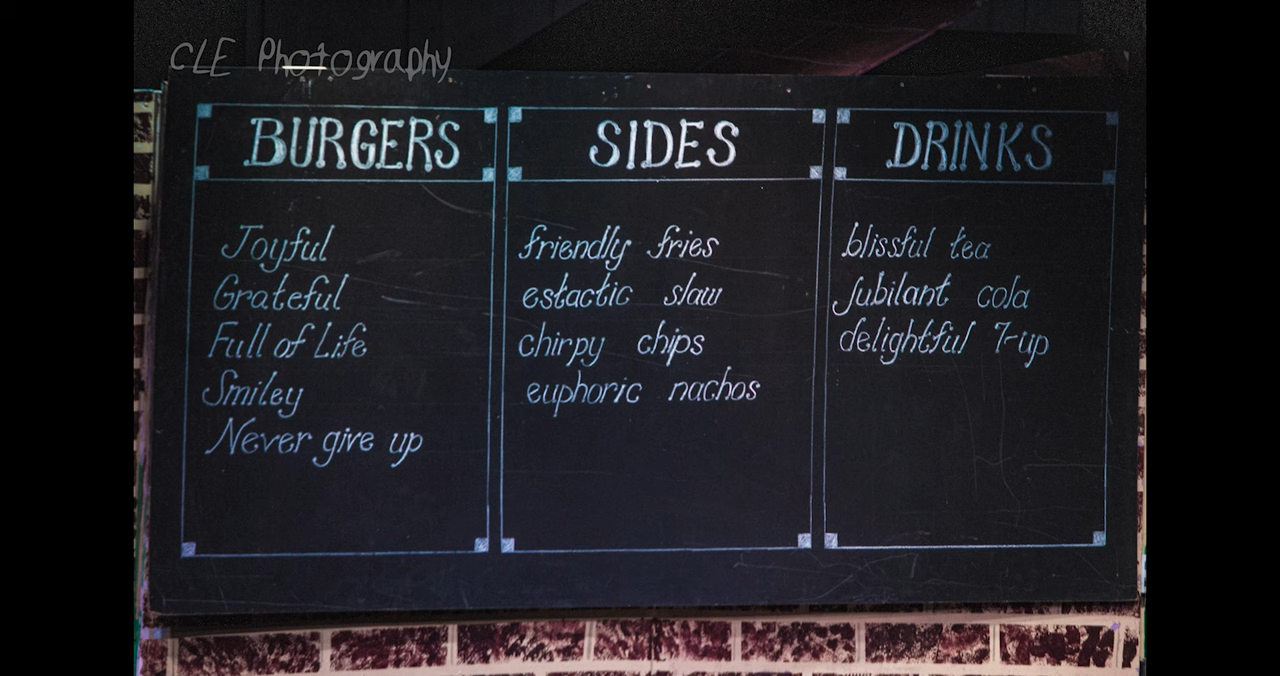 CLE Photography
BURGERS
Joyful
Grateful
Full of Life
Smiley
Never give up
SIDES
friendly fries
estactic slaw
chirpy chips
euphoric nachos
DRINKS
blissful tea
Jubilant cola
delightful 7-up